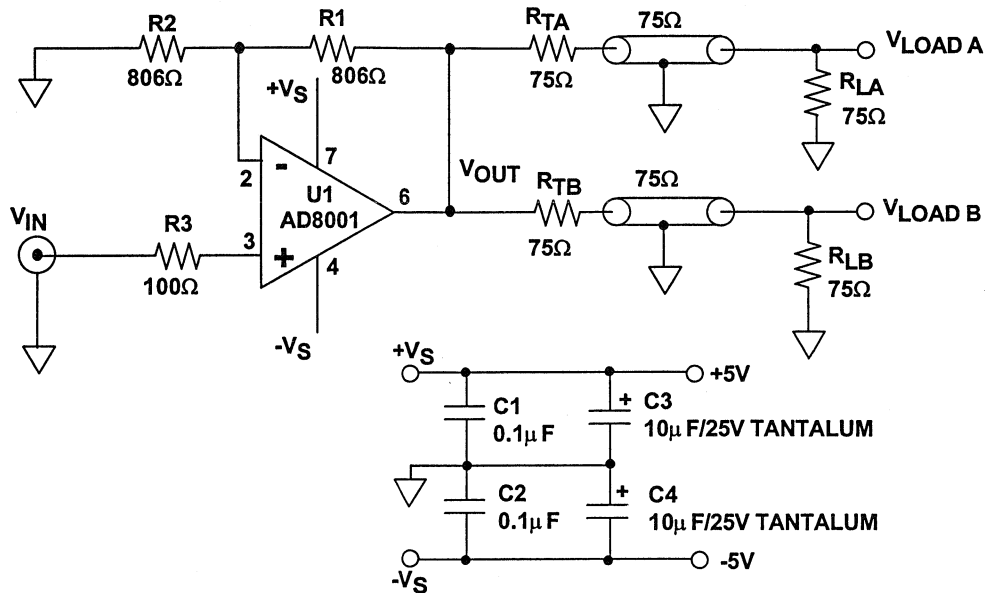 R2
806Ω
R1
806Ω
RTA
75Ω
75Ω
VLOAD A
RLA
75Ω
+VS
7
2
-
U1
AD8001
6
VOUT
RTB
75Ω
75Ω
VLOAD B
RLB
75Ω
VIN
R3
100Ω
3
+
4
-VS
+VS
+5V
C1
0.1µF
+
C3
10µF/25V TANTALUM
C2
0.1µF
+
C4
10µF/25V TANTALUM
-VS
-5V